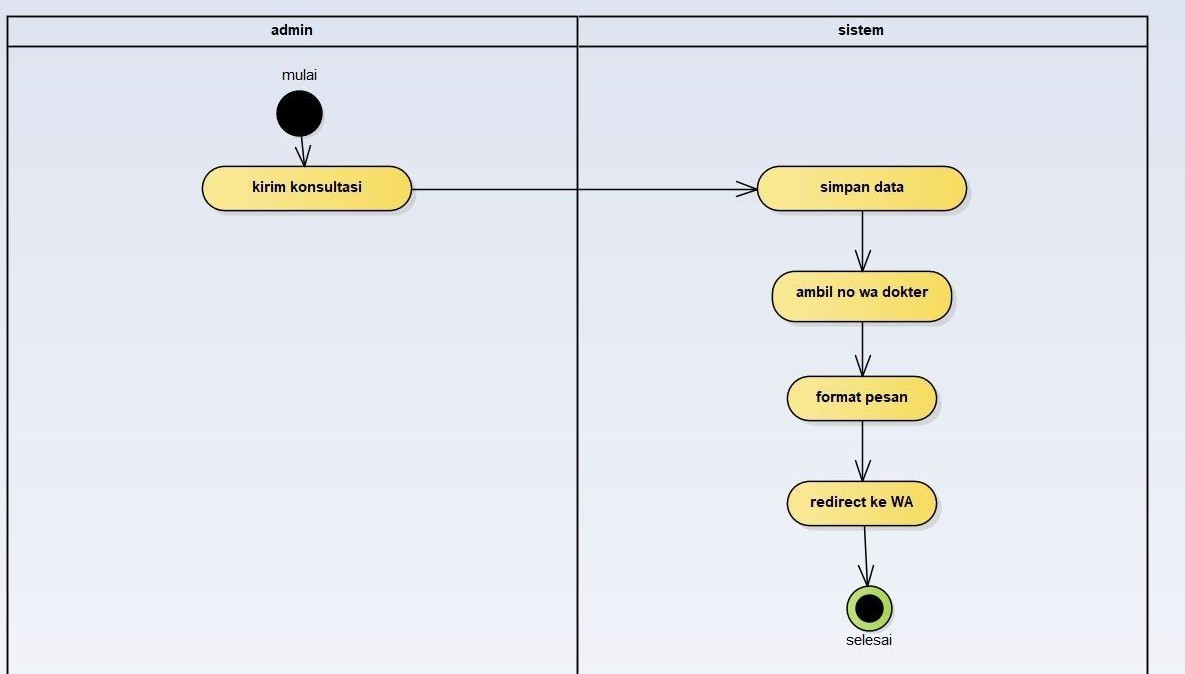 admin
sistem
mulai
kirim konsultasi
simpan data
ambil no wa dokter
format pesan
redirect ke WA
selesai